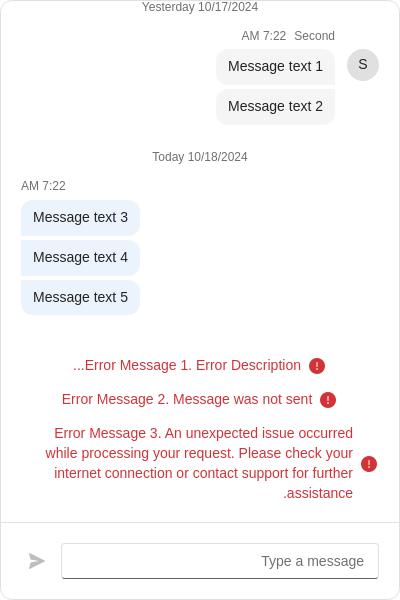 Yesterday 10/17/2024
AM 7:22 Second
Message text 1
S
Message text 2
Today 10/18/2024
AM 7:22
Message text 3
Message text 4
Message text 5
...Error Message 1. Error Description
Error Message 2. Message was not sent
Error Message 3. An unexpected issue occurred
while processing your request. Please check your
internet connection or contact support for further
.assistance
Type a message